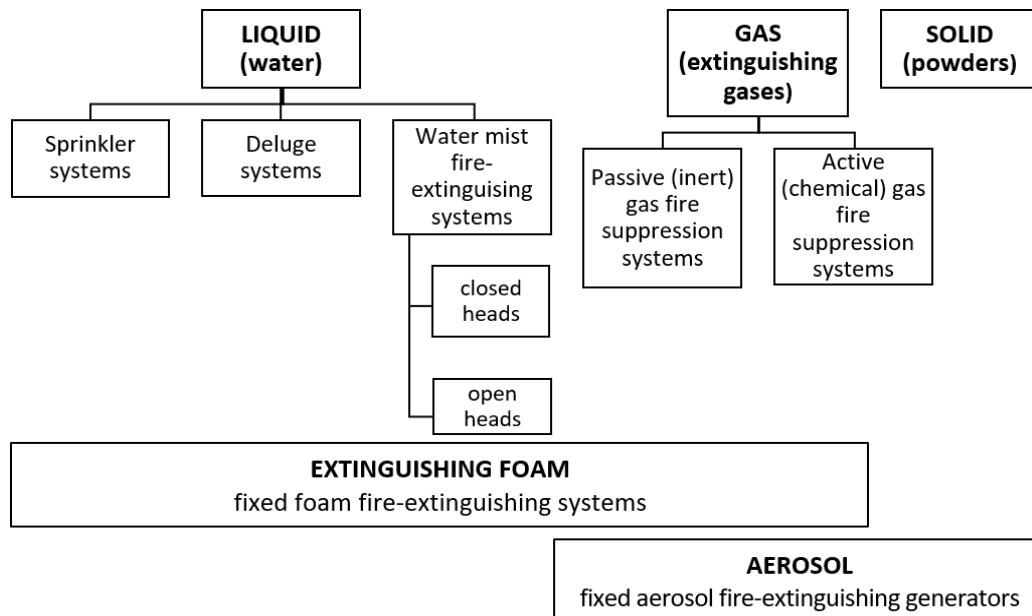 LIQUID
(water)
GAS
(extinguishing
gases)
SOLID
(powders)
Sprinkler
systems
Deluge
systems
Water mist
fire-
extinguising
systems
Passive (inert)
gas fire
suppression
systems
Active
(chemical) gas
fire
suppression
systems
closed
heads
open
heads
EXTINGUISHING FOAM
fixed foam fire-extinguishing systems
AEROSOL
fixed aerosol fire-extinguishing generators